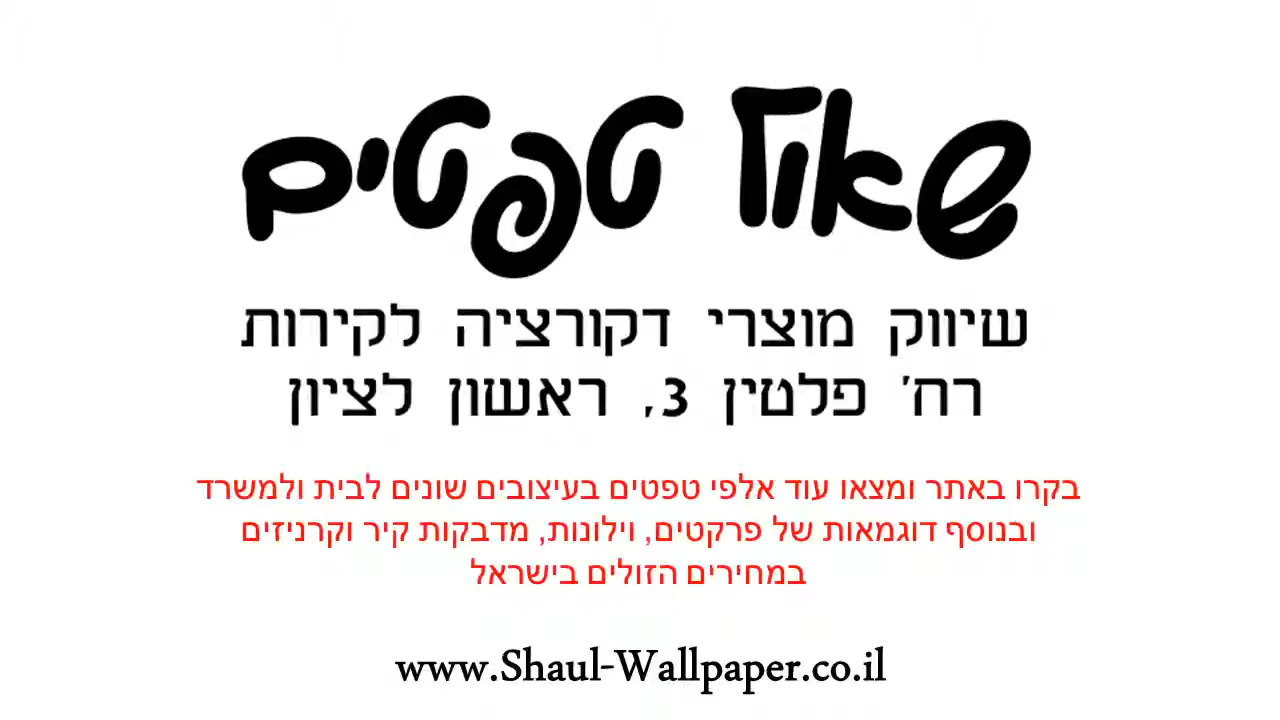 שאול טפטים
שיווק מוצרי דקורציה לקירות
רח' פלטין 3, ראשון לציון
בקרו באתר ומצאו עוד אלפי טפטים בעיצובים שונים לבית ולמשרד
ובנוסף דוגמאות של פרקטים, וילונות, מדבקות קיר וקרניזים
במחירים הזולים בישראל
www.Shaul-Wallpaper.co.il